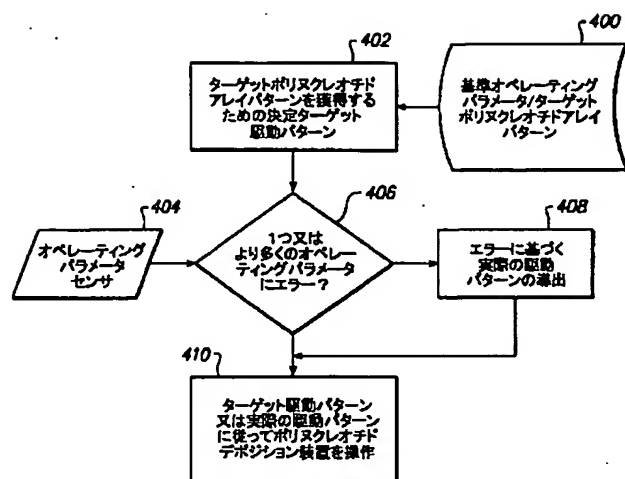 402
ターゲットポリヌクレオチド
アレイパターンを獲得する
ための決定ターゲット
駆動パターン
400
基準オペレーティング
パラメータ/ターゲット
ポリヌクレオチドアレイ
パターン
404
オペレーティング
パラメータ
センサ
406
1つ又は
より多くのオペレー
ティングパラメータ
にエラー?
408
エラーに基づく
実際の駆動
パターンの導出
410
ターゲット駆動パターン
又は実際の駆動パターン
に従ってポリヌクレオチド
デポジション装置を操作